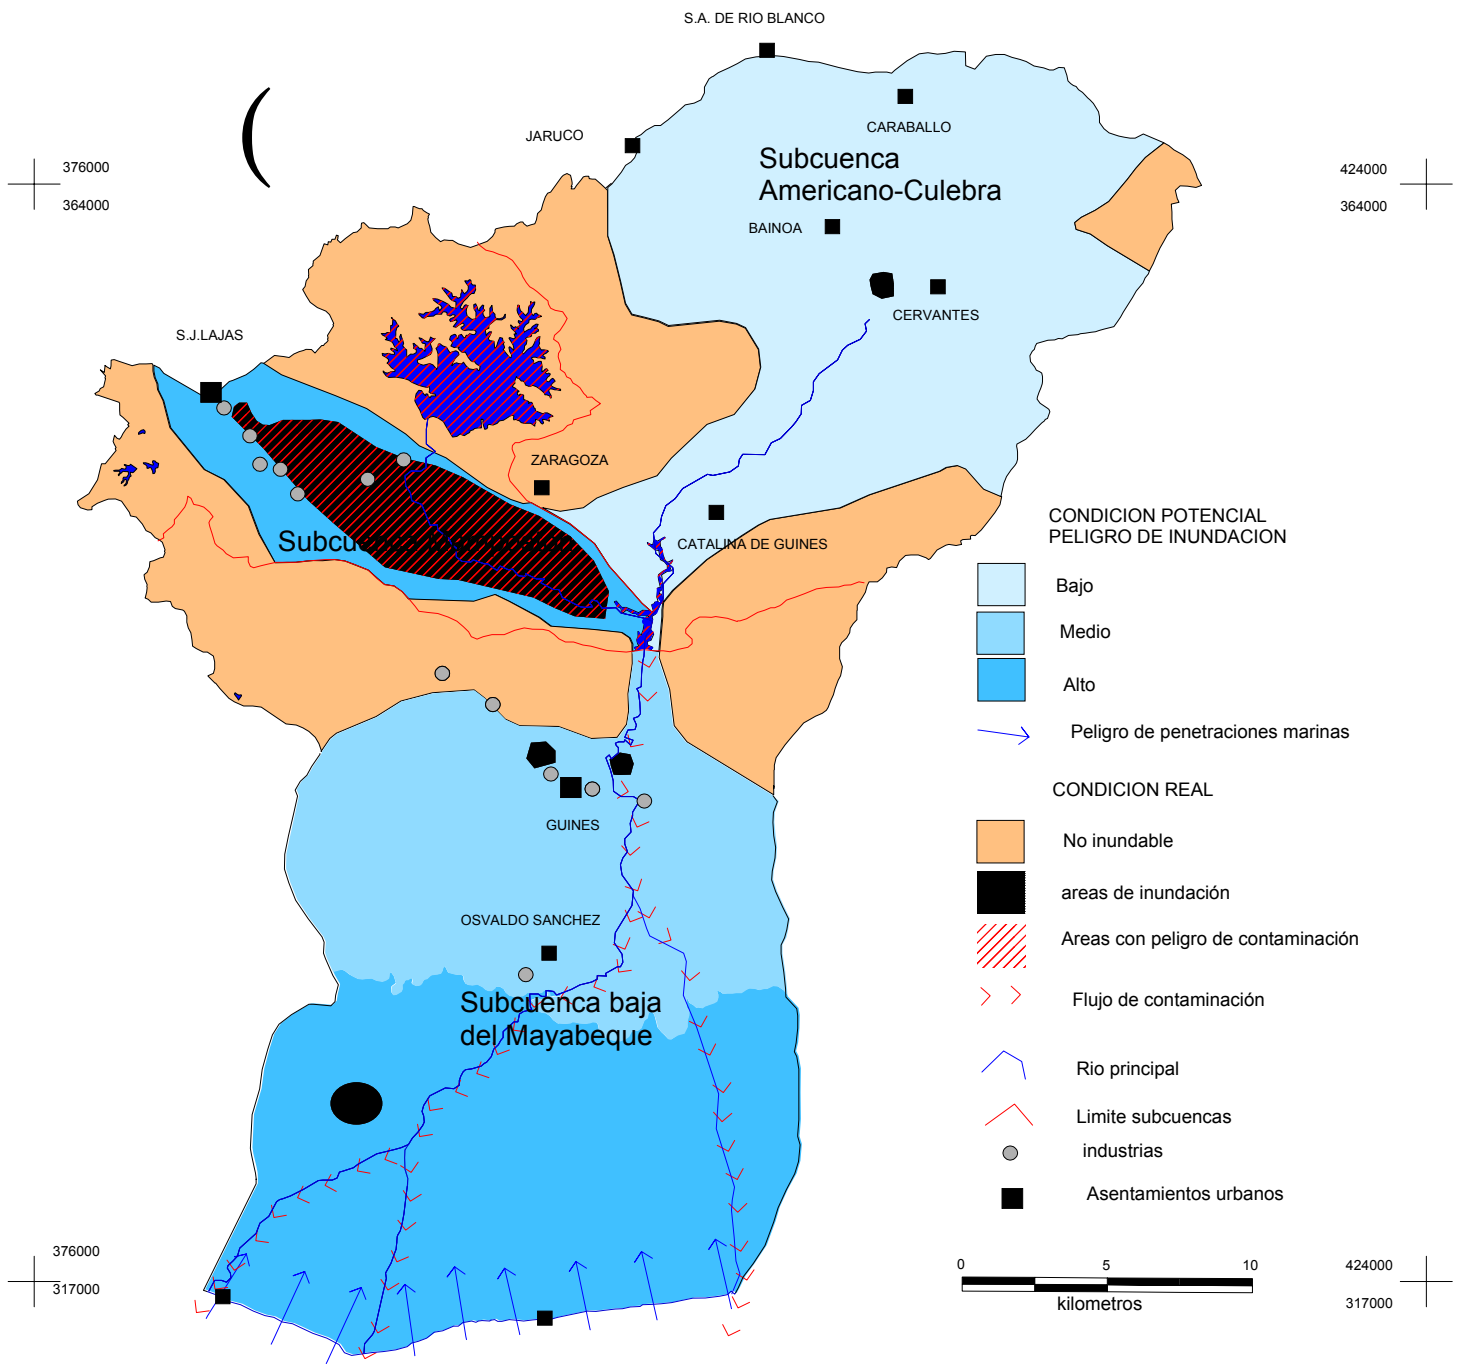 S.A. DE RIO BLANCO
CARABALLO
JARUCO
Subcuenca
Americano-Culebra
376000
364000
424000
364000
BAINOA
CERVANTES
S.J.LAJAS
ZARAGOZA
CATALINA DE GUINES
CONDICION POTENCIAL
PELIGRO DE INUNDACION
Bajo
Medio
Alto
Peligro de penetraciones marinas
CONDICION REAL
No inundable
areas de inundación
Areas con peligro de contaminación
Flujo de contaminación
Rio principal
Limite subcuencas
industrias
Asentamientos urbanos
GUINES
OSVALDO SANCHEZ
Subcuenca baja
del Mayabeque
376000
317000
0 5 10
kilometros
424000
317000